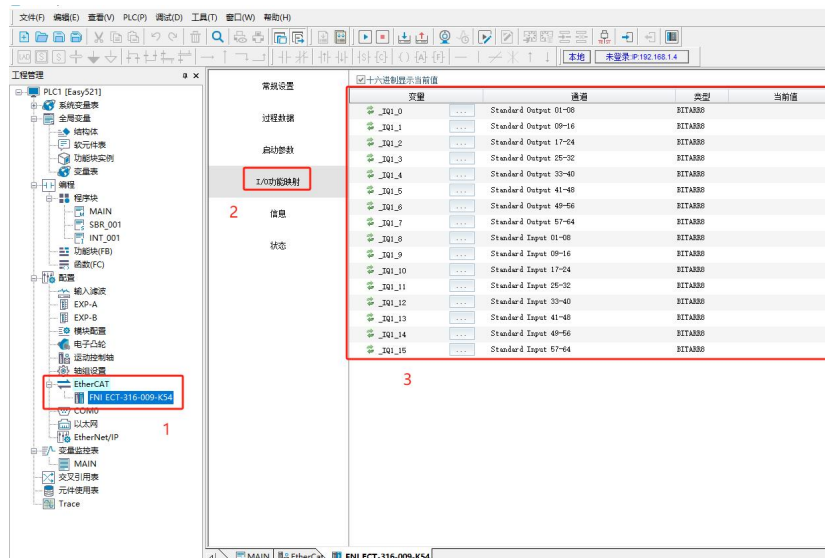 文件(F) 编辑(E) 查看(V) PLC(P) 调试(D) 工具(T) 窗口(W) 帮助(H)
本地 未登录:IP:192.168.1.4
工程管理
PLC1 [Easy521]
系统变量表
全局变量
结构体
软元件表
功能块实例
变量表
编程
程序块
MAIN
SBR_001
INT_001
功能块(FB)
函数(FC)
配置
输入滤波
EXP-A
EXP-B
模块配置
电子凸轮
运动控制轴
轴组设置
EtherCAT
FNI ECT-316-009-K54
COM0
以太网
EtherNet/IP
变量监控表
MAIN
交叉引用表
元件使用表
Trace
1
常规设置
过程数据
启动参数
I/O功能映射
信息
状态
2
十六进制显示当前值
变量 通道 类型 当前值
_IQ1_0 ... Standard Output 01-08 BITARR8
_IQ1_1 ... Standard Output 09-16 BITARR8
_IQ1_2 ... Standard Output 17-24 BITARR8
_IQ1_3 ... Standard Output 25-32 BITARR8
_IQ1_4 ... Standard Output 33-40 BITARR8
_IQ1_5 ... Standard Output 41-48 BITARR8
_IQ1_6 ... Standard Output 49-56 BITARR8
_IQ1_7 ... Standard Output 57-64 BITARR8
_IQ1_8 ... Standard Input 01-08 BITARR8
_IQ1_9 ... Standard Input 09-16 BITARR8
_IQ1_10 ... Standard Input 17-24 BITARR8
_IQ1_11 ... Standard Input 25-32 BITARR8
_IQ1_12 ... Standard Input 33-40 BITARR8
_IQ1_13 ... Standard Input 41-48 BITARR8
_IQ1_14 ... Standard Input 49-56 BITARR8
_IQ1_15 ... Standard Input 57-64 BITARR8
3
MAIN EtherCat FNI ECT-316-009-K54